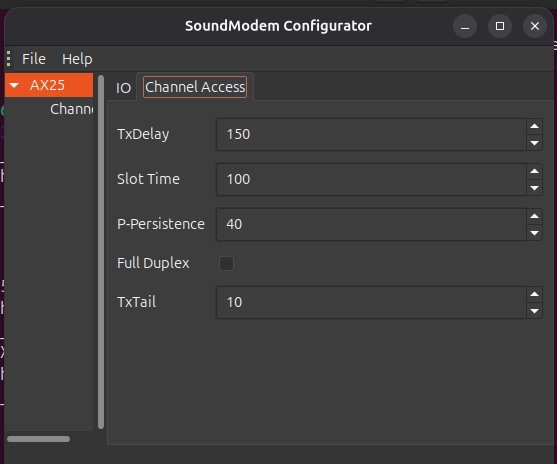 SoundModem Configurator
File Help
AX25
IO Channel Access
TxDelay 150
Slot Time 100
P-Persistence 40
Full Duplex
TxTail 10